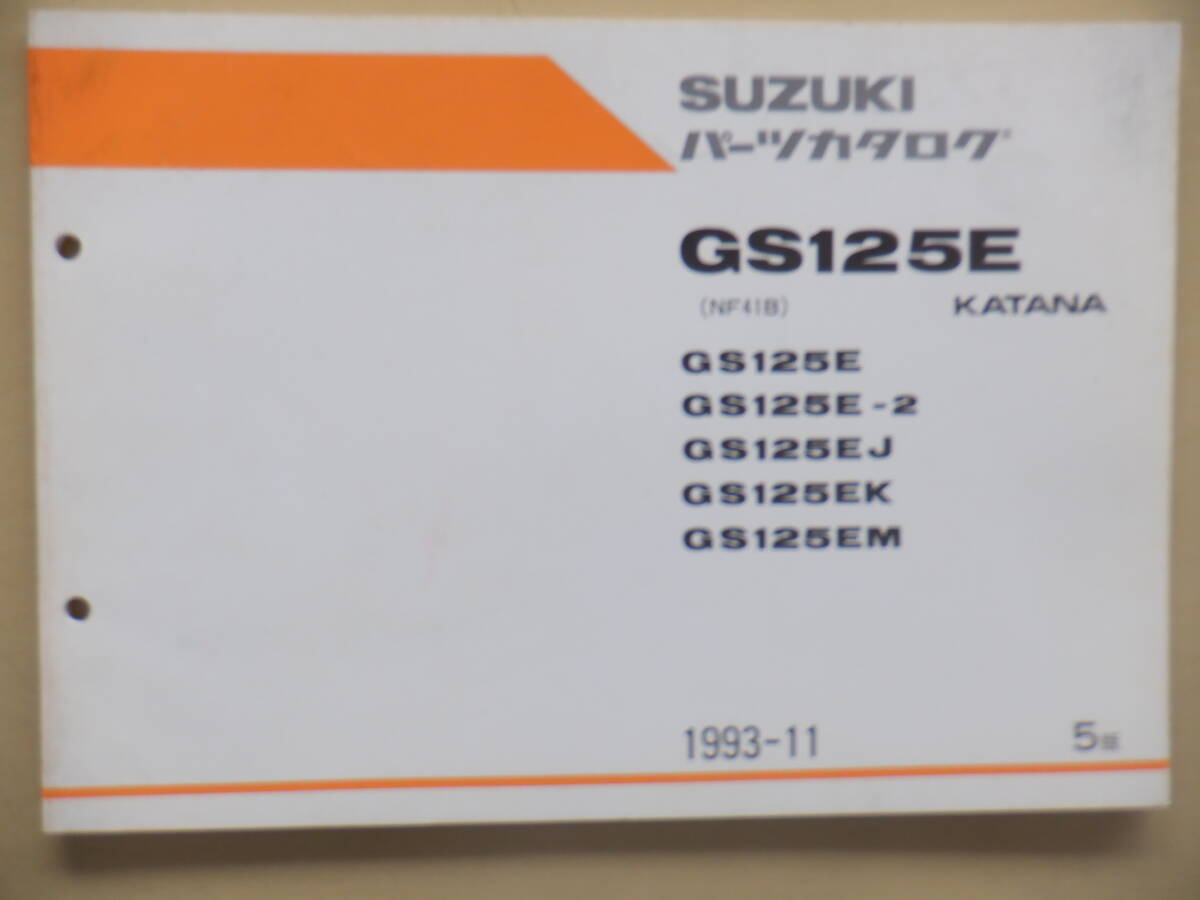 SUZUKI
パーツカタログ
GS125E
(NF41B) KATANA
GS125E
GS125E-2
GS125EJ
GS125EK
GS125EM
1993-11 5版